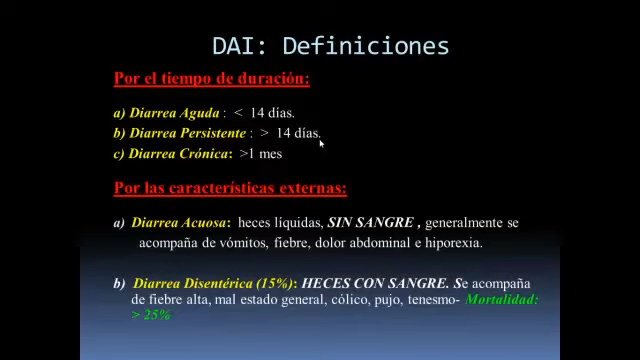 DAI: Definiciones
Por el tiempo de duración:
a) Diarrea Aguda : < 14 días.
b) Diarrea Persistente : > 14 días.
c) Diarrea Crónica: >1 mes
Por las características externas:
a) Diarrea Acuosa: heces líquidas, SIN SANGRE , generalmente se
acompaña de vómitos, fiebre, dolor abdominal e hiporexia.
b) Diarrea Disentérica (15%): HECES CON SANGRE. Se acompaña
de fiebre alta, mal estado general, cólico, pujo, tenesmo- Mortalidad:
> 25%